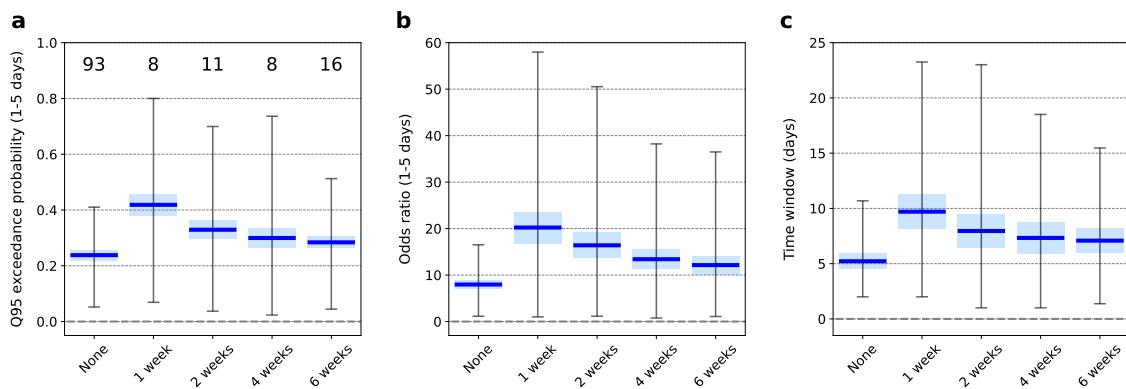 a
Q95 exceedance probability (1-5 days)
1.0
0.8
0.6
0.4
0.2
0.0
93 8 11 8 16
None 1 week 2 weeks 4 weeks 6 weeks
b
Odds ratio (1-5 days)
60
50
40
30
20
10
0
None 1 week 2 weeks 4 weeks 6 weeks
c
Time window (days)
25
20
15
10
5
0
None 1 week 2 weeks 4 weeks 6 weeks